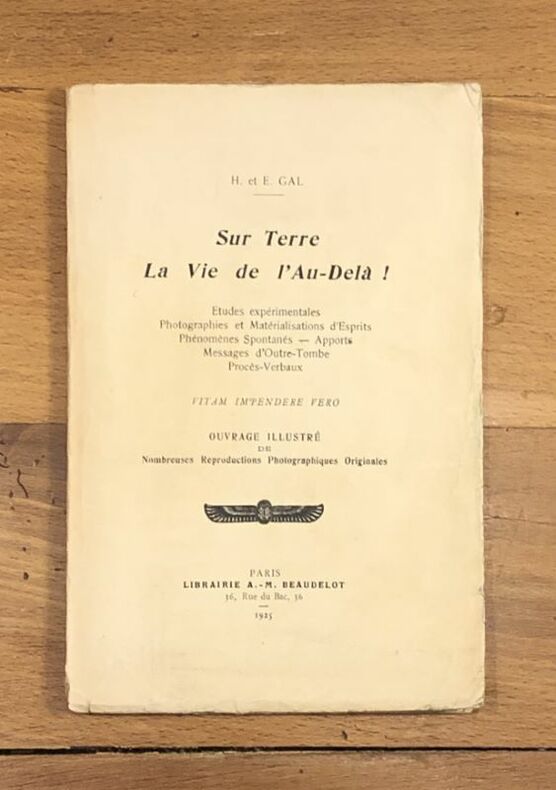 H. et E. GAL
Sur Terre
La Vie de l'Au-Delà !
Etudes expérimentales
Photographies et Matérialisations d'Esprits
Phénomènes Spontanés — Apports
Messages d'Outre-Tombe
Procès-Verbaux
VITAM IMPENDERE VERO
OUVRAGE ILLUSTRÉ
DE
Nombreuses Reproductions Photographiques Originales
PARIS
LIBRAIRIE A.-M. BEAUDELOT
36, Rue du Bac, 36
1925